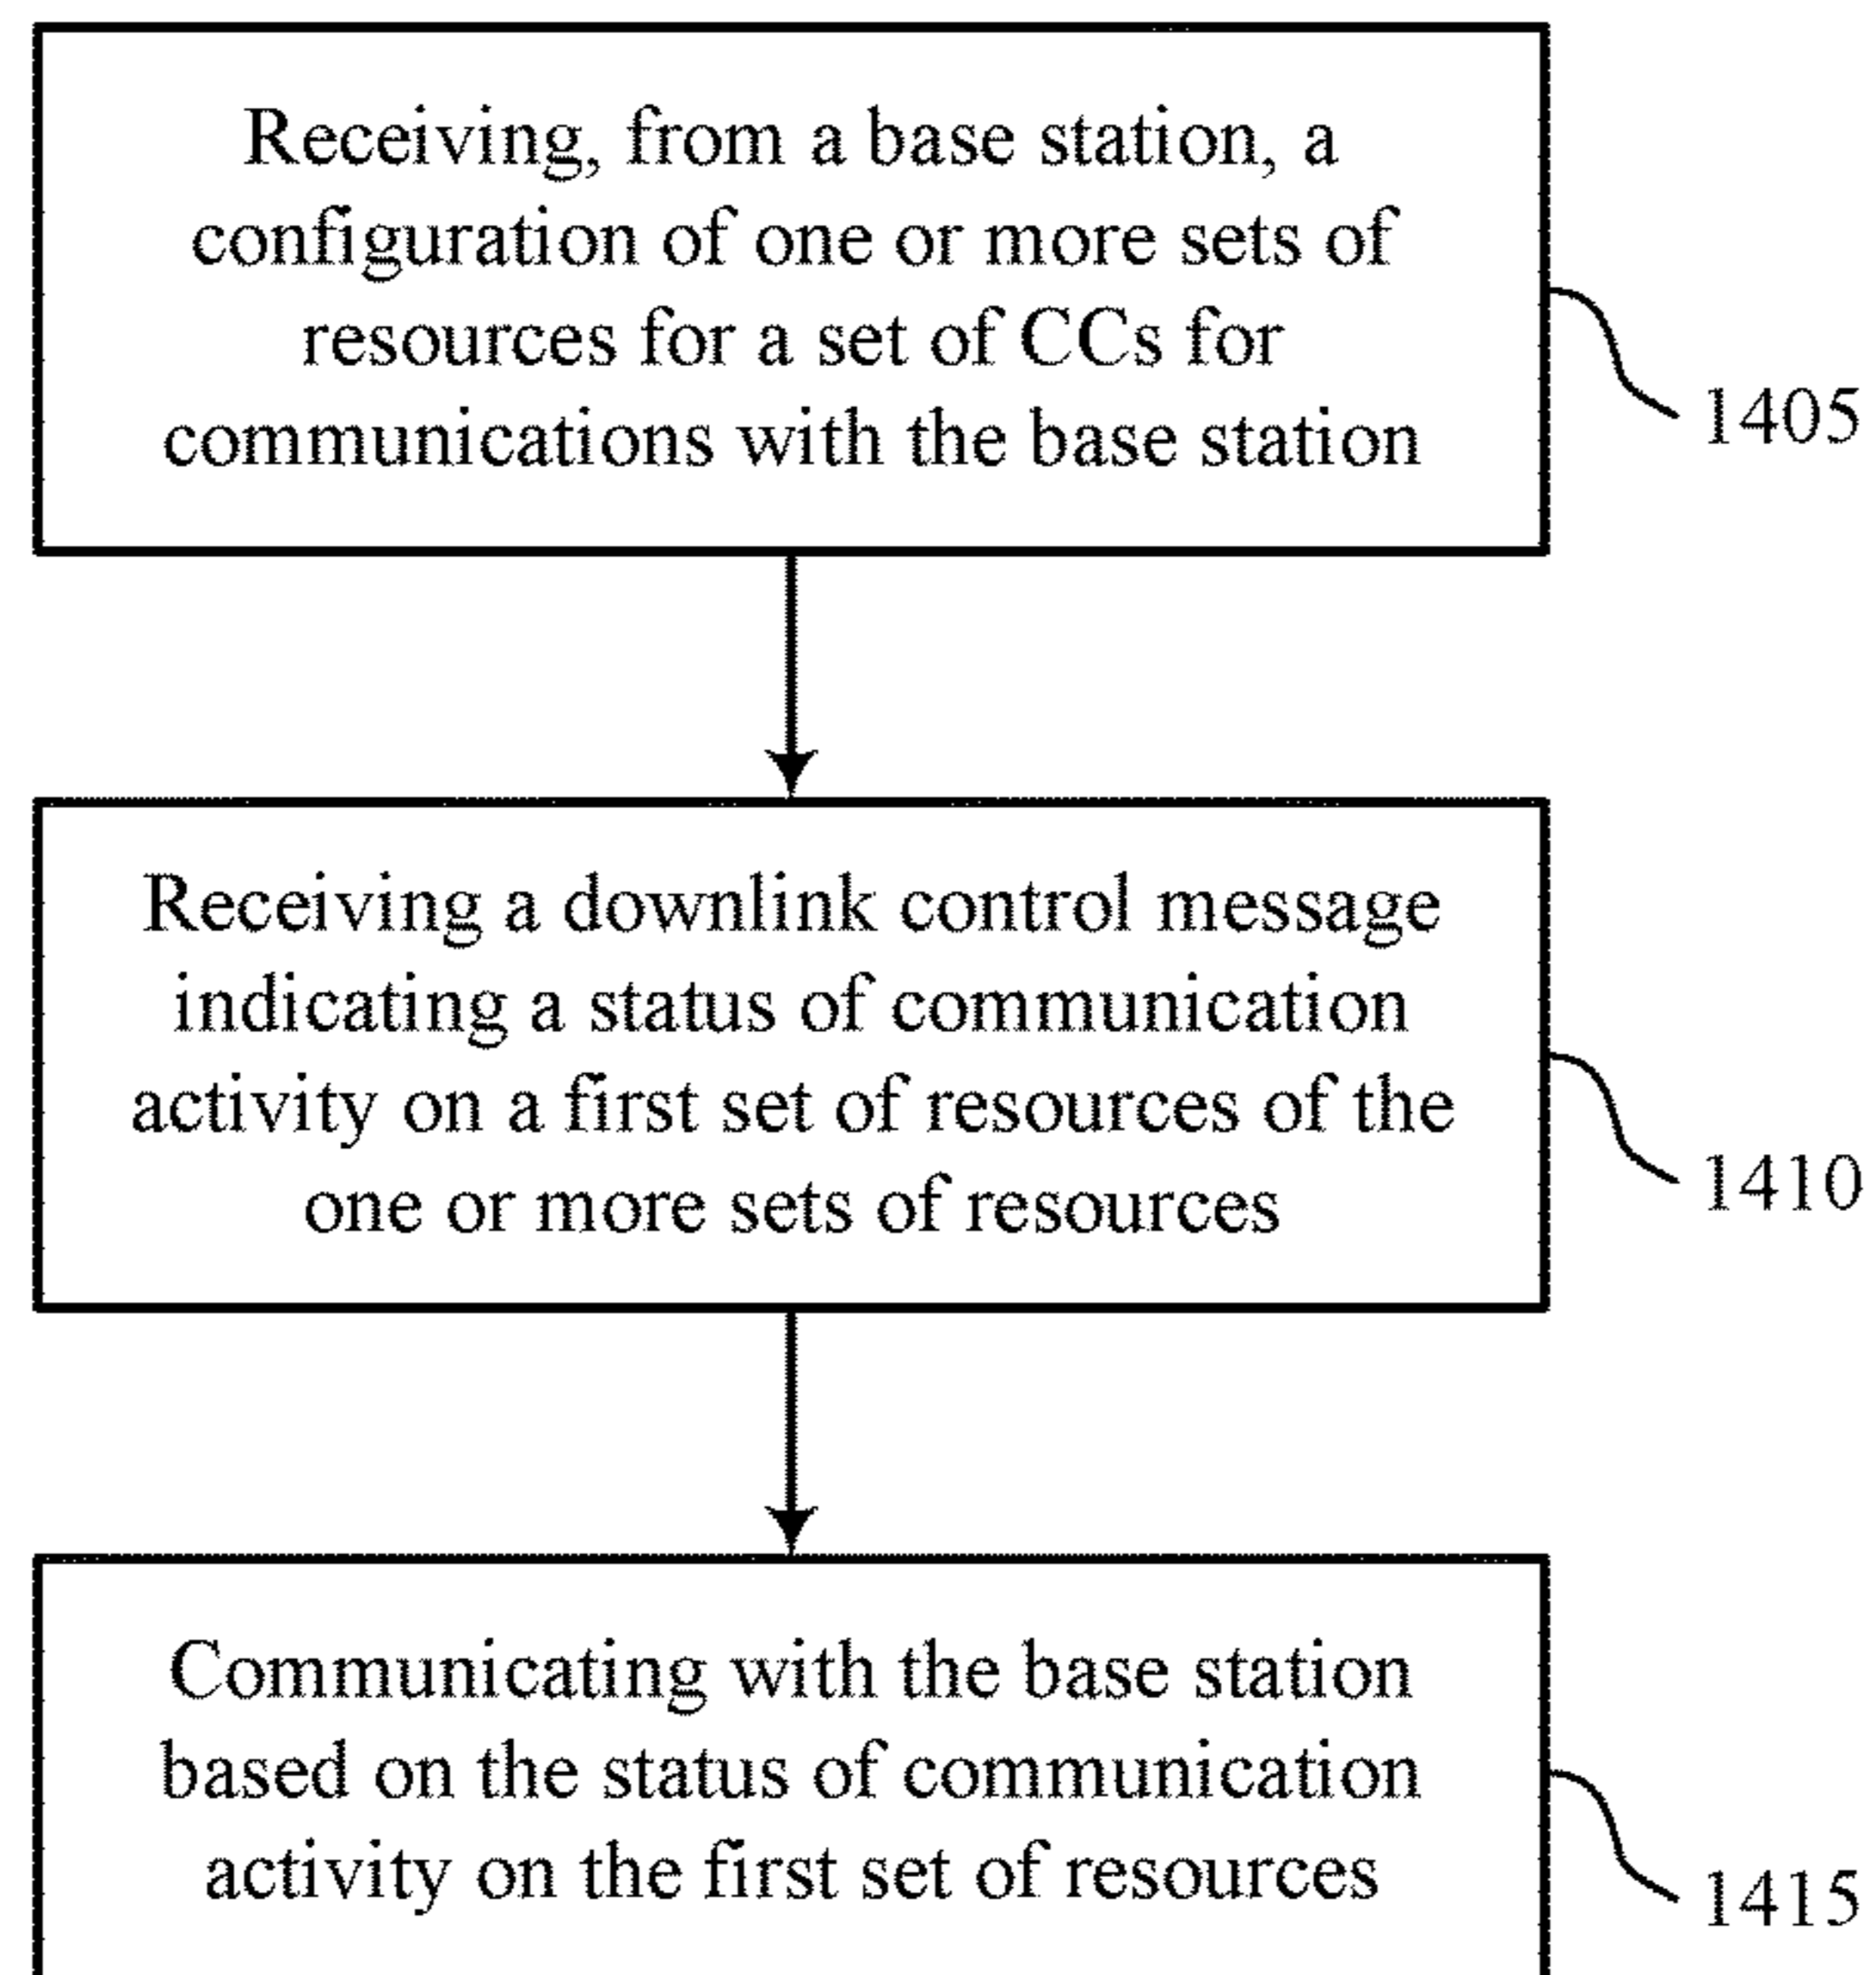 Receiving, from a base station, a
configuration of one or more sets of
resources for a set of CCs for
communications with the base station
1405
Receiving a downlink control message
indicating a status of communication
activity on a first set of resources of the
one or more sets of resources
1410
Communicating with the base station
based on the status of communication
activity on the first set of resources
1415